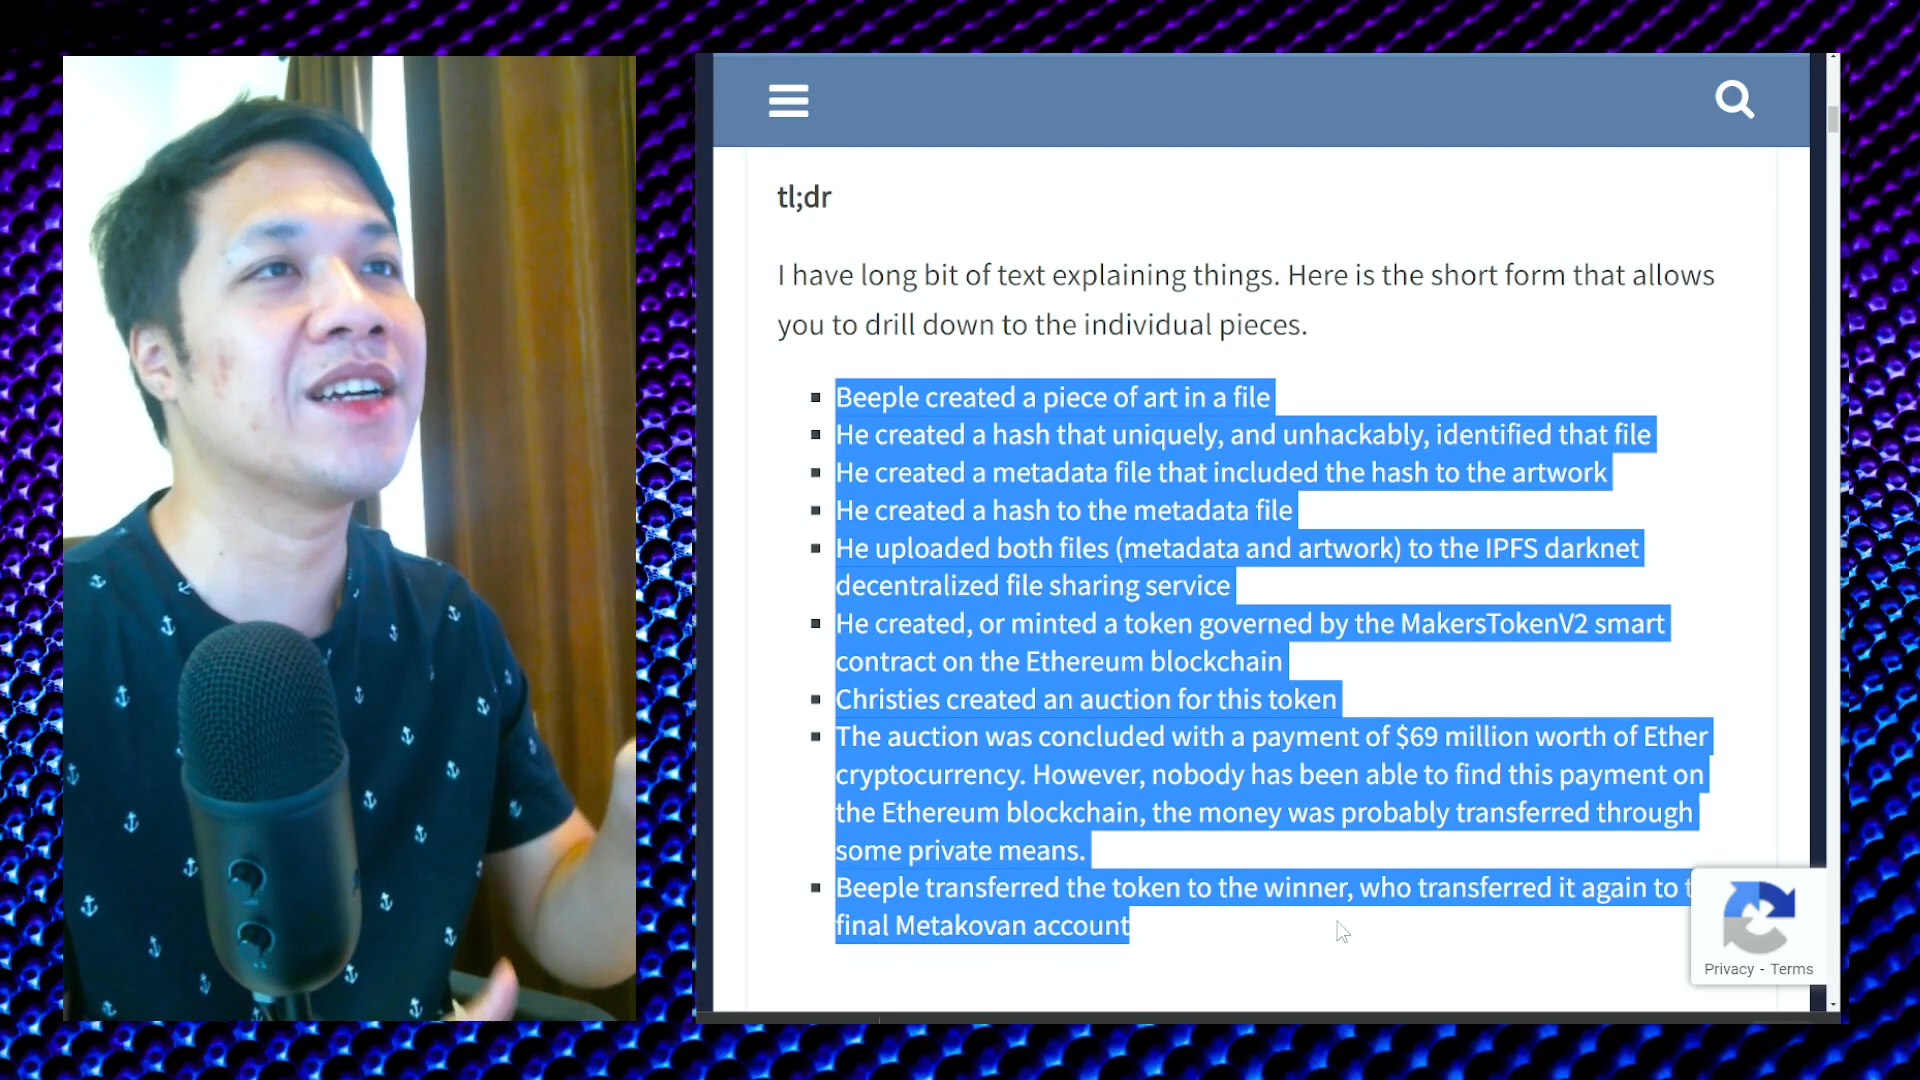 tl;dr
I have long bit of text explaining things. Here is the short form that allows
you to drill down to the individual pieces.
Beeple created a piece of art in a file
He created a hash that uniquely, and unhackably, identified that file
He created a metadata file that included the hash to the artwork
He created a hash to the metadata file
He uploaded both files (metadata and artwork) to the IPFS darknet
decentralized file sharing service
He created, or minted a token governed by the MakersTokenV2 smart
contract on the Ethereum blockchain
Christies created an auction for this token
The auction was concluded with a payment of $69 million worth of Ether
cryptocurrency. However, nobody has been able to find this payment on
the Ethereum blockchain, the money was probably transferred through
some private means.
Beeple transferred the token to the winner, who transferred it again to
final Metakovan account
Privacy - Terms